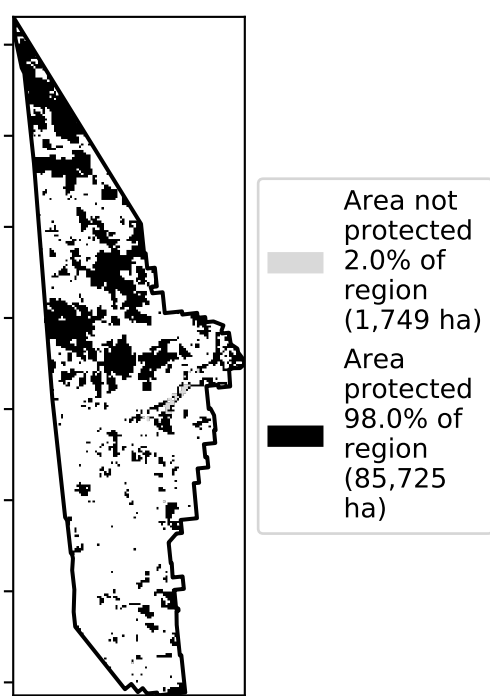 Area not
protected
2.0% of
region
(1,749 ha)
Area
protected
98.0% of
region
(85,725
ha)